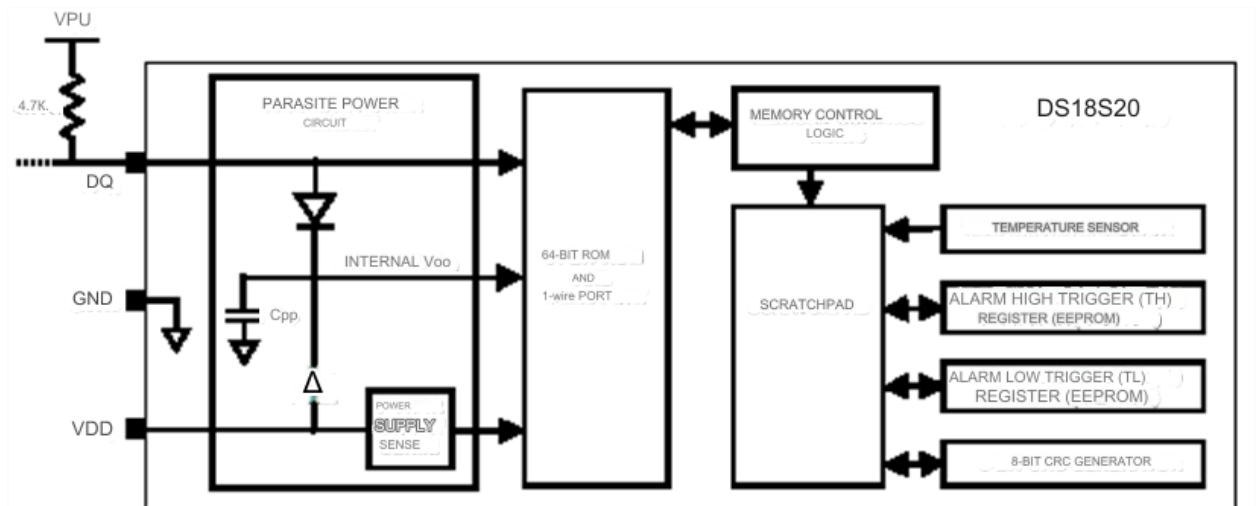 VPU
4.7K.
DQ
GND
VDD
PARASITE POWER
CIRCUIT
INTERNAL Voo
Cpp
POWER
SUPPLY
SENSE
64-BIT ROM
AND
1-wire PORT
MEMORY CONTROL
LOGIC
SCRATCHPAD
DS18S20
TEMPERATURE SENSOR
ALARM HIGH TRIGGER (TH)
REGISTER (EEPROM)
ALARM LOW TRIGGER (TL)
REGISTER (EEPROM)
8-BIT CRC GENERATOR